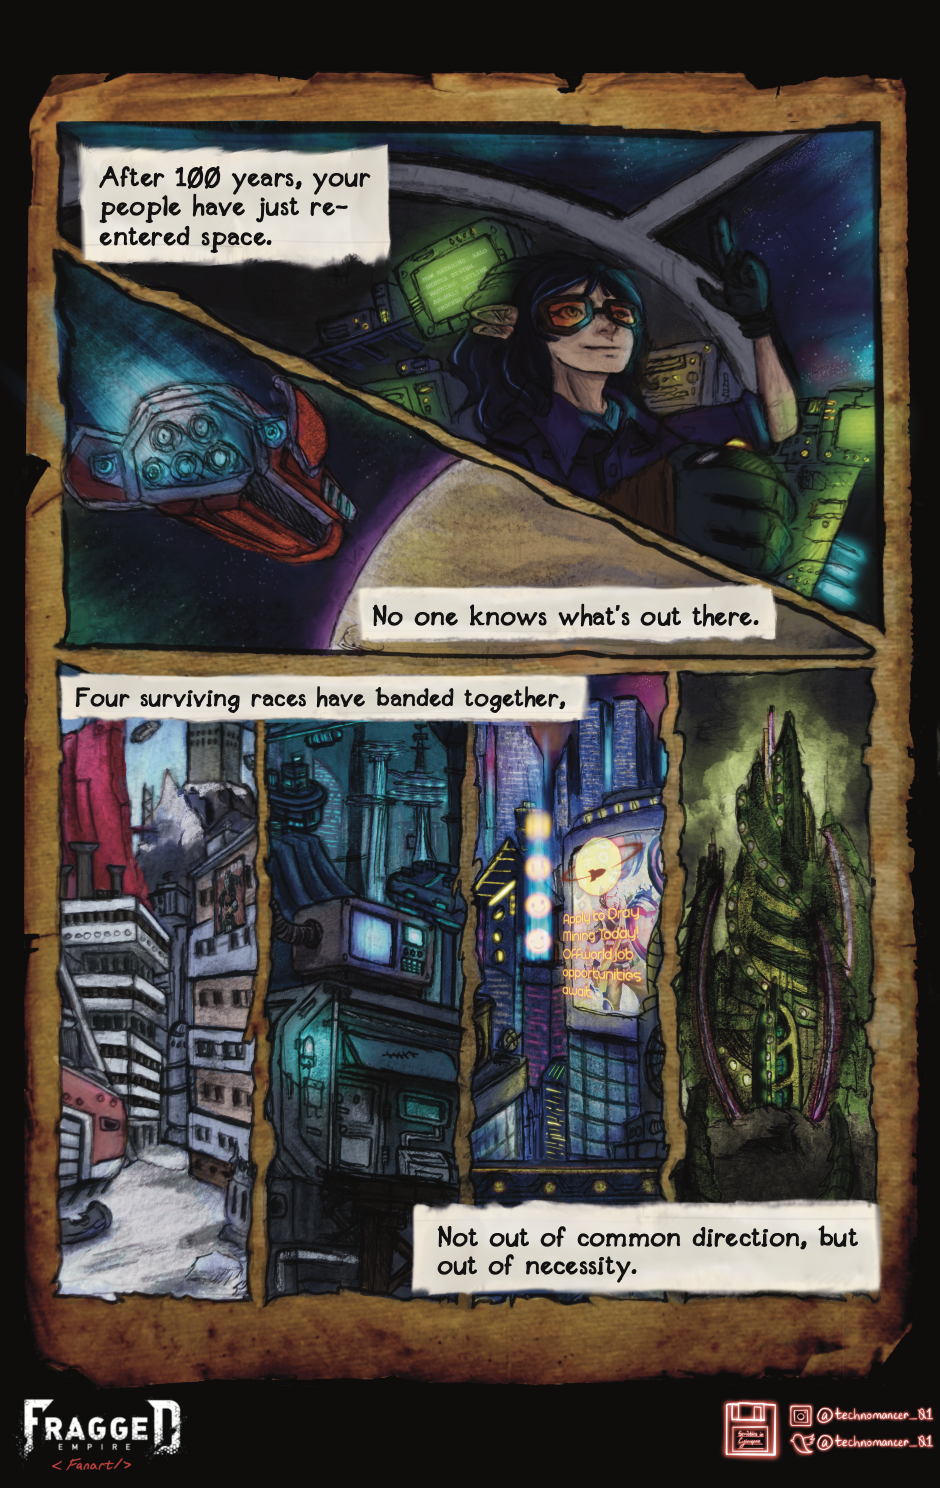 After 100 years, your
people have just re-
entered space.
No one knows what's out there.
Four surviving races have banded together,
Apply to Dray
Mining Today!
Offworld job
opportunities
await
Not out of common direction, but
out of necessity.
FRAGGED
EMPIRE
<Fanart/>
@technomancer_01
@technomancer_01